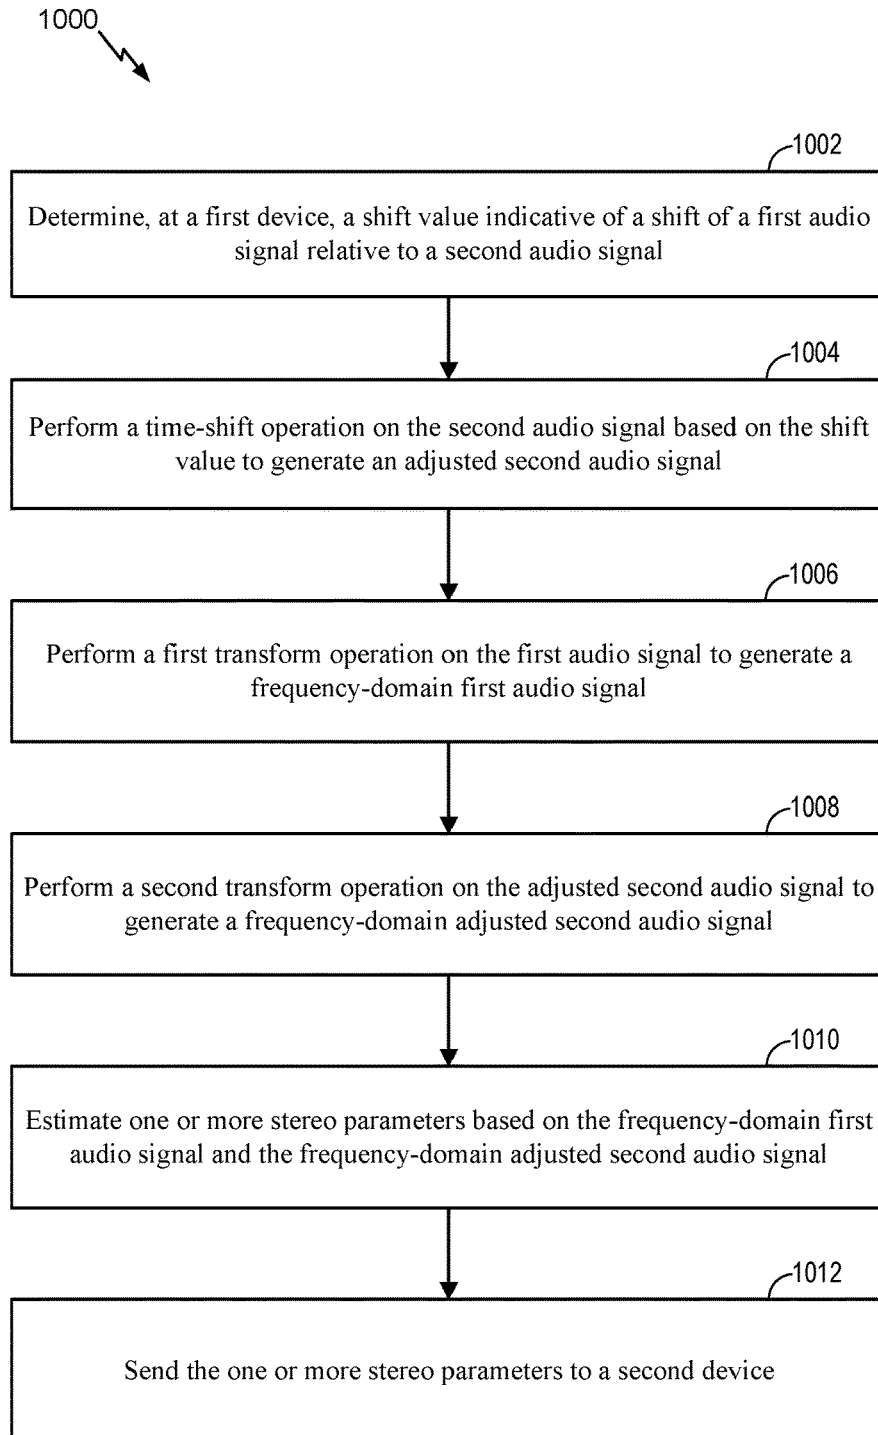 1000
1002
Determine, at a first device, a shift value indicative of a shift of a first audio
signal relative to a second audio signal
1004
Perform a time-shift operation on the second audio signal based on the shift
value to generate an adjusted second audio signal
1006
Perform a first transform operation on the first audio signal to generate a
frequency-domain first audio signal
1008
Perform a second transform operation on the adjusted second audio signal to
generate a frequency-domain adjusted second audio signal
1010
Estimate one or more stereo parameters based on the frequency-domain first
audio signal and the frequency-domain adjusted second audio signal
1012
Send the one or more stereo parameters to a second device